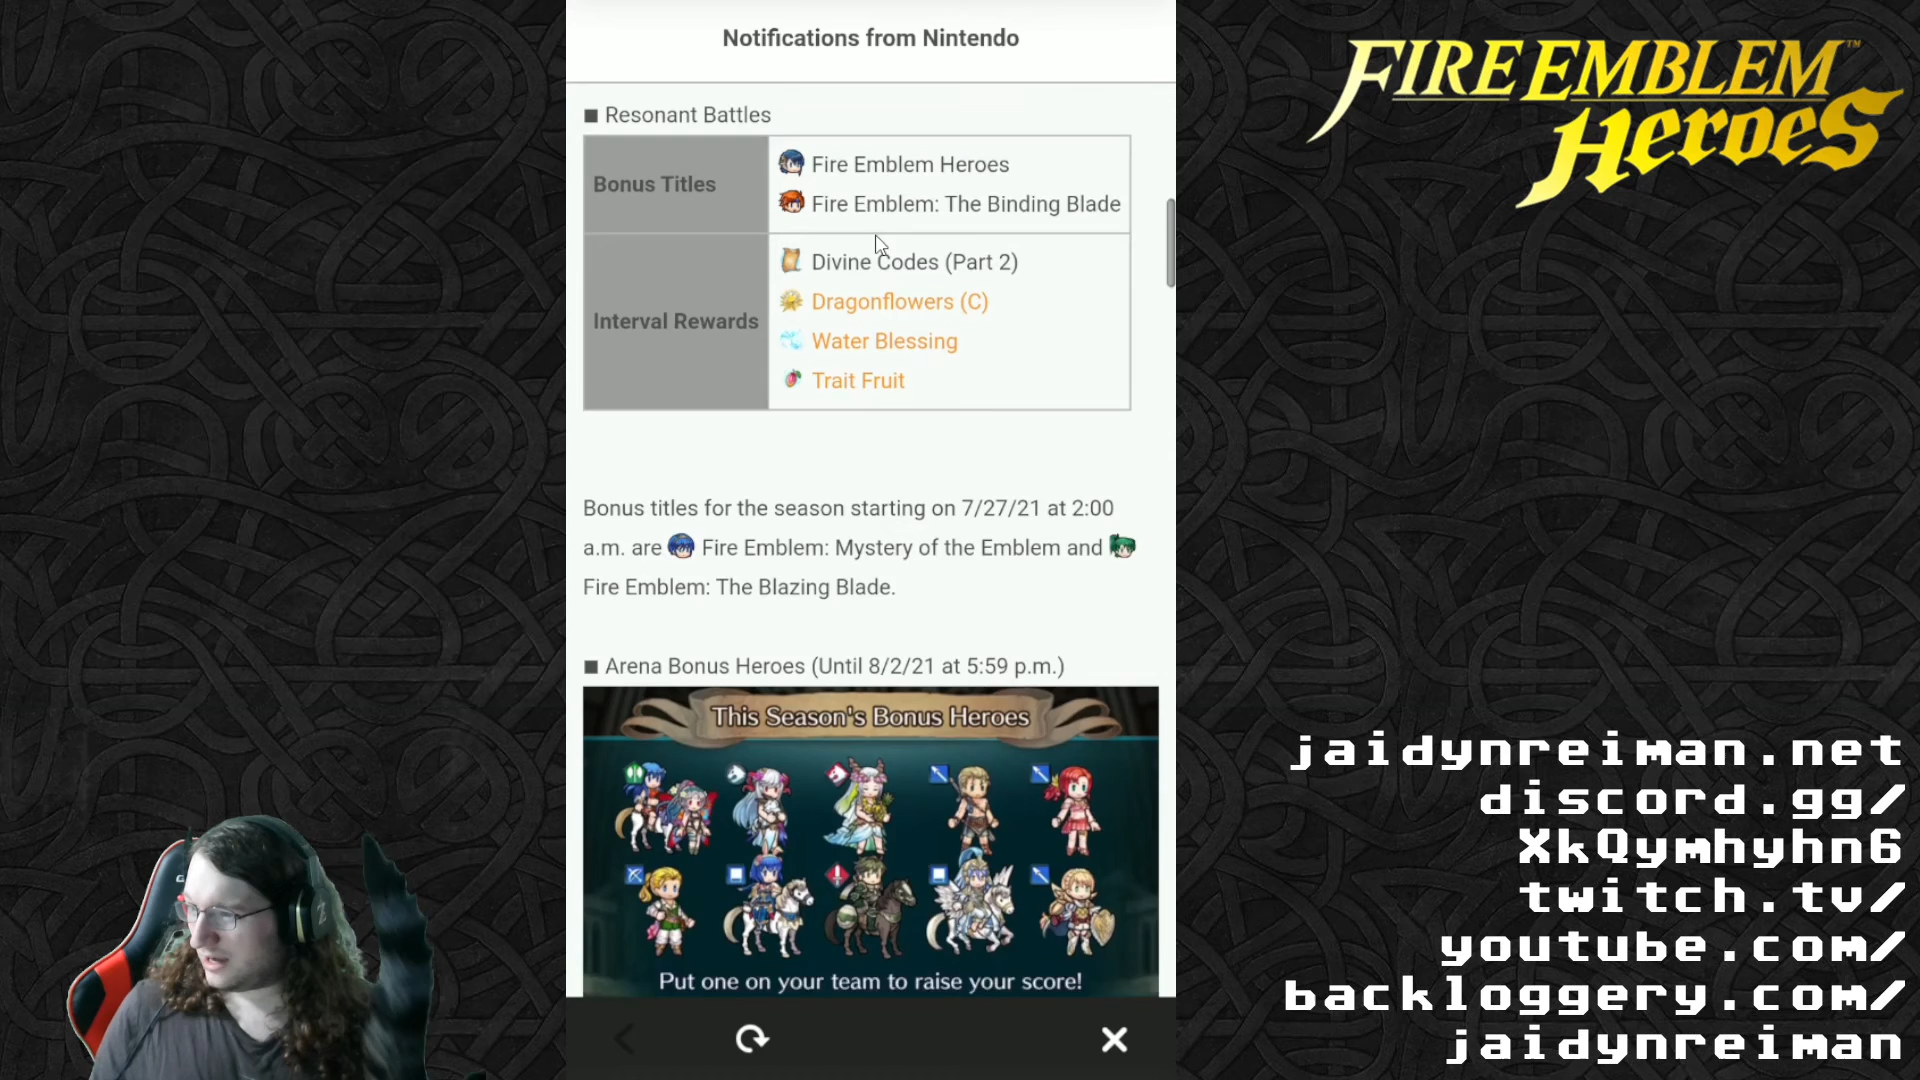 Notifications from Nintendo
■ Resonant Battles
Bonus Titles
Fire Emblem Heroes
Fire Emblem: The Binding Blade
Interval Rewards
Divine Codes (Part 2)
Dragonflowers (C)
Water Blessing
Trait Fruit
Bonus titles for the season starting on 7/27/21 at 2:00
a.m. are Fire Emblem: Mystery of the Emblem and
Fire Emblem: The Blazing Blade.
■ Arena Bonus Heroes (Until 8/2/21 at 5:59 p.m.)
This Season's Bonus Heroes
Put one on your team to raise your score!
FIRE EMBLEM™
Heroes
jaidynreiman.net
discord.gg/
XkQymhyhn6
twitch.tv/
youtube.com/
backloggery.com/
jaidynreiman